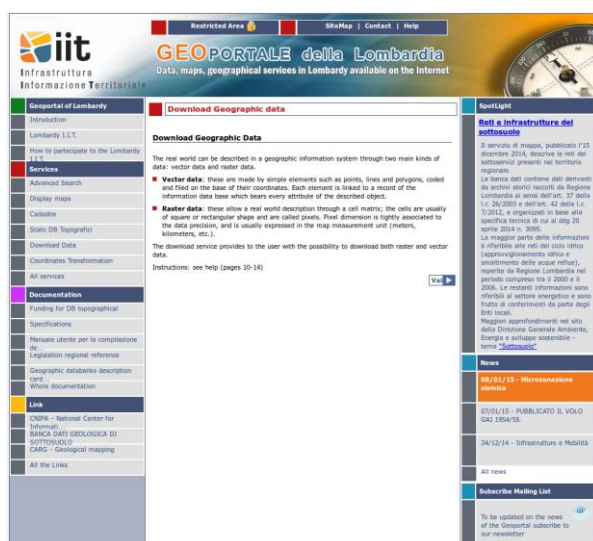 iit
Infrastruttura
Informazione Territoriale
Restricted Area
SiteMap | Contact | Help
GEOPORTALE della Lombardia
Data, maps, geographical services in Lombardy available on the Internet
Geoportal of Lombardy
Introduction
Lombardy I.I.T.
How to partecipate to the Lombardy
I.I.T.
Services
Advanced Search
Display maps
Cadastre
Stato DB Topografici
Download Data
Coordinates Transformation
All services
Documentation
Funding for DB topographical
Specifications
Manuale utente per la compilazione
de...
Legislation regional reference
Geographic databanks description
card...
Whole documentation
Link
CNIPA - National Center for
Informati...
BANCA DATI GEOLOGICA DI
SOTTOSUOLO
CARG - Geological mapping
All the Links
Download Geographic data
Download Geographic Data
The real world can be described in a geographic information system through two main kinds
of data: vector data and raster data.
Vector data: these are made by simple elements such as points, lines and polygons, coded
and filed on the base of their coordinates. Each element is linked to a record of the
information data base which bears every attribute of the described object.
Raster data: these allow a real world description through a cell matrix; the cells are usually
of square or rectangular shape and are called pixels. Pixel dimension is tightly associated to
the data precision, and is usually expressed in the map measurement unit (meters,
kilometers, etc.).
The download service provides to the user with the possibility to download both raster and vector
data.
Instructions: see help (pages 10-14)
Vai
SpotLight
Reti e infrastrutture del
sottosuolo
Il servizio di mappa, pubblicato l'15
dicembre 2014, descrive le reti dei
sottoservizi presenti nel territorio
regionale.
La banca dati contiene dati derivanti
da archivi storici raccolti da Regione
Lombardia ai sensi dell'art. 37 della
l.r. 26/2003 e dell'art. 42 della l.r.
7/2012, e organizzati in base alla
specifica tecnica di cui al ddg 20
aprile 2014 n. 3095.
La maggior parte delle informazioni
è riferibile alle reti del ciclo idrico
(approvvigionamento idrico e
smaltimento delle acque reflue),
reperite da Regione Lombardia nel
periodo compreso tra il 2000 e il
2006. Le restanti informazioni sono
riferibili al settore energetico e sono
frutto di conferimenti da parte degli
Enti locali.
Maggiori approfondimenti nel sito
della Direzione Generale Ambiente,
Energia e sviluppo sostenibile -
tema "Sottosuolo"
News
08/01/15 - Microzonazione
sismica
07/01/15 - PUBBLICATO IL VOLO
GAI 1954/55.
24/12/14 - Infrastrutture e Mobilità
All news
Subscribe Mailing List
To be updated on the news
of the Geoportal subscribe to
our newsletter